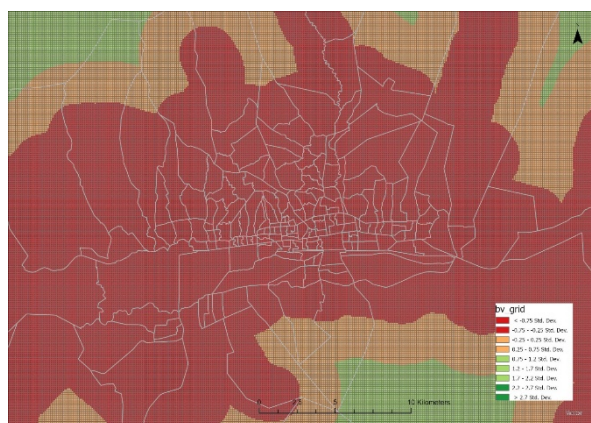 bv_grid
< -0.75 Std. Dev.
-0.75 - -0.25 Std. Dev.
-0.25 - 0.25 Std. Dev.
0.25 - 0.75 Std. Dev.
0.75 - 1.2 Std. Dev.
1.2 - 1.7 Std. Dev.
1.7 - 2.2 Std. Dev.
2.2 - 2.7 Std. Dev.
> 2.7 Std. Dev.
0 2.5 5 10 Kilometers